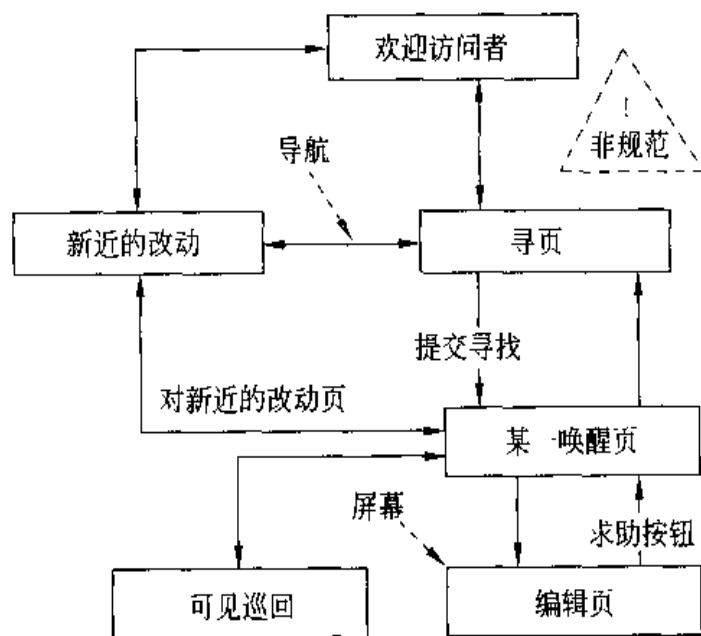 欢迎访问者
!
非规范
导航
新近的改动
寻页
提交寻找
对新近的改动页
某一唤醒页
屏幕
求助按钮
可见巡回
编辑页